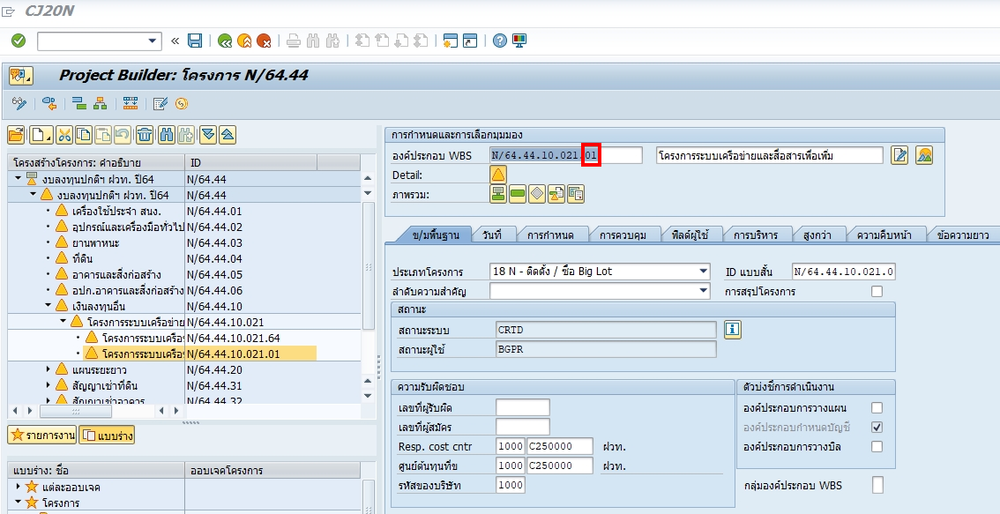 CJ20N
Project Builder: โครงการ N/64.44
โครงสร้างโครงการ: คำอธิบาย ID
งบลงทุนปกติฯ ฝวท. ปี64 N/64.44
งบลงทุนปกติฯ ฝวท. ปี64 N/64.44
เครื่องใช้ประจำ สนง. N/64.44.01
อุปกรณ์และเครื่องมือทั่วไป N/64.44.02
ยานพาหนะ N/64.44.03
ที่ดิน N/64.44.04
อาคารและสิ่งก่อสร้าง N/64.44.05
อปก.อาคารและสิ่งก่อสร้าง N/64.44.06
เงินลงทุนอื่น N/64.44.10
โครงการระบบเครือข่าย N/64.44.10.021
โครงการระบบเครือข N/64.44.10.021.64
โครงการระบบเครือข N/64.44.10.021.01
แผนระยะยาว N/64.44.20
สัญญาเช่าที่ดิน N/64.44.31
สัญญาเช่าอาคาร N/64.44.32
รายการงาน แบบร่าง
แบบร่าง: ชื่อ ออบเจคโครงการ
แต่ละออบเจค
โครงการ
การกำหนดและการเลือกมุมมอง
องค์ประกอบ WBS N/64.44.10.021.01 โครงการระบบเครือข่ายและสื่อสารเพื่อเพิ่ม
Detail:
ภาพรวม:
ข/มพื้นฐาน วันที่ การกำหนด การควบคุม ฟิลด์ผู้ใช้ การบริหาร สูงกว่า ความคืบหน้า ข้อความยาว
ประเภทโครงการ 18 N - ติดตั้ง / ซื้อ Big Lot ID แบบสั้น N/64.44.10.021.0
ลำดับความสำคัญ การสรุปโครงการ
สถานะ
สถานะระบบ CRTD
สถานะผู้ใช้ BGPR
ความรับผิดชอบ ตัวบ่งชี้การดำเนินงาน
เลขที่ผู้รับผิด องค์ประกอบการวางแผน
เลขที่ผู้สมัคร องค์ประกอบกำหนดบัญชี
Resp. cost cntr 1000 C250000 ฝวท. องค์ประกอบการวางบิล
ศูนย์ต้นทุนที่ข 1000 C250000 ฝวท.
รหัสของบริษัท 1000 กลุ่มองค์ประกอบ WBS